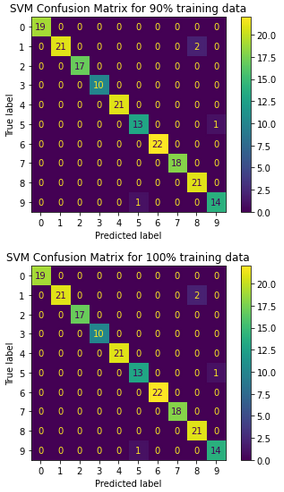 SVM Confusion Matrix for 90% training data
0 19 0 0 0 0 0 0 0 0 0
1 0 21 0 0 0 0 0 0 2 0
2 0 0 17 0 0 0 0 0 0 0
3 0 0 0 10 0 0 0 0 0 0
4 0 0 0 0 21 0 0 0 0 0
5 0 0 0 0 0 13 0 0 0 1
6 0 0 0 0 0 0 22 0 0 0
7 0 0 0 0 0 0 0 18 0 0
8 0 0 0 0 0 0 0 0 21 0
9 0 0 0 0 0 1 0 0 0 14
0 1 2 3 4 5 6 7 8 9
Predicted label
True label
20.0
17.5
15.0
12.5
10.0
7.5
5.0
2.5
0.0
SVM Confusion Matrix for 100% training data
0 19 0 0 0 0 0 0 0 0 0
1 0 21 0 0 0 0 0 0 2 0
2 0 0 17 0 0 0 0 0 0 0
3 0 0 0 10 0 0 0 0 0 0
4 0 0 0 0 21 0 0 0 0 0
5 0 0 0 0 0 13 0 0 0 1
6 0 0 0 0 0 0 22 0 0 0
7 0 0 0 0 0 0 0 18 0 0
8 0 0 0 0 0 0 0 0 21 0
9 0 0 0 0 0 1 0 0 0 14
0 1 2 3 4 5 6 7 8 9
Predicted label
True label
20.0
17.5
15.0
12.5
10.0
7.5
5.0
2.5
0.0